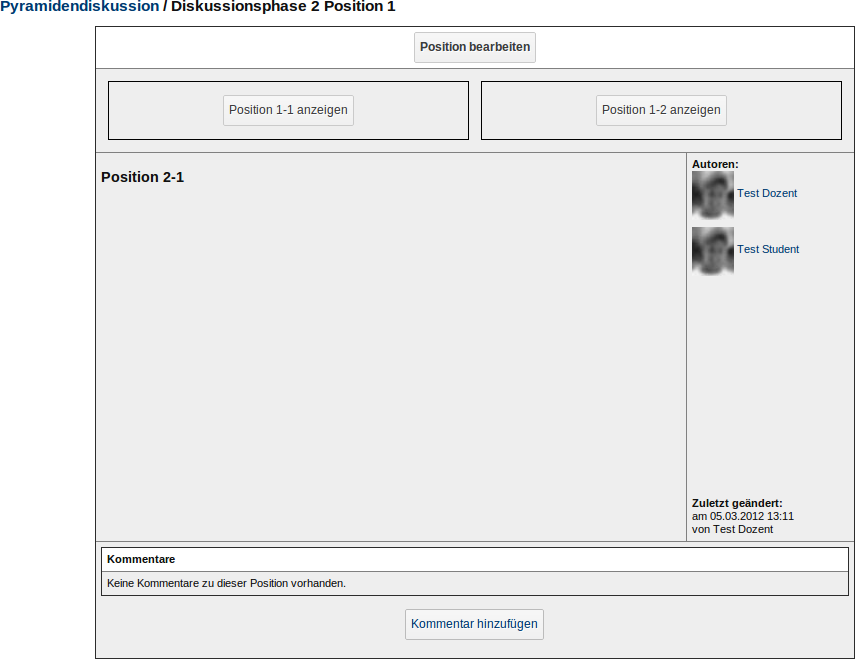 Pyramidendiskussion / Diskussionsphase 2 Position 1
Position bearbeiten
Position 1-1 anzeigen
Position 1-2 anzeigen
Position 2-1
Autoren:
Test Dozent
Test Student
Zuletzt geändert:
am 05.03.2012 13:11
von Test Dozent
Kommentare
Keine Kommentare zu dieser Position vorhanden.
Kommentar hinzufügen